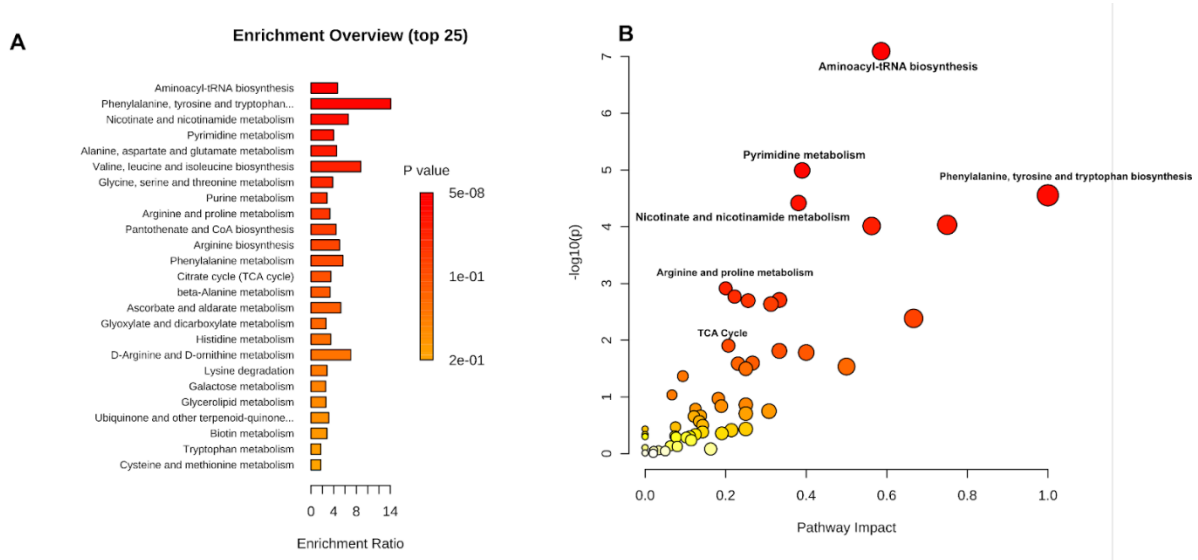 A
Enrichment Overview (top 25)
Aminoacyl-tRNA biosynthesis
Phenylalanine, tyrosine and tryptophan...
Nicotinate and nicotinamide metabolism
Pyrimidine metabolism
Alanine, aspartate and glutamate metabolism
Valine, leucine and isoleucine biosynthesis
Glycine, serine and threonine metabolism
Purine metabolism
Arginine and proline metabolism
Pantothenate and CoA biosynthesis
Arginine biosynthesis
Phenylalanine metabolism
Citrate cycle (TCA cycle)
beta-Alanine metabolism
Ascorbate and aldarate metabolism
Glyoxylate and dicarboxylate metabolism
Histidine metabolism
D-Arginine and D-ornithine metabolism
Lysine degradation
Galactose metabolism
Glycerolipid metabolism
Ubiquinone and other terpenoid-quinone...
Biotin metabolism
Tryptophan metabolism
Cysteine and methionine metabolism
0 4 8 14
Enrichment Ratio
P value
5e-08
1e-01
2e-01
B
-log10(p)
7
6
5
4
3
2
1
0
Aminoacyl-tRNA biosynthesis
Pyrimidine metabolism
Phenylalanine, tyrosine and tryptophan biosynthesis
Nicotinate and nicotinamide metabolism
Arginine and proline metabolism
TCA Cycle
0.0 0.2 0.4 0.6 0.8 1.0
Pathway Impact